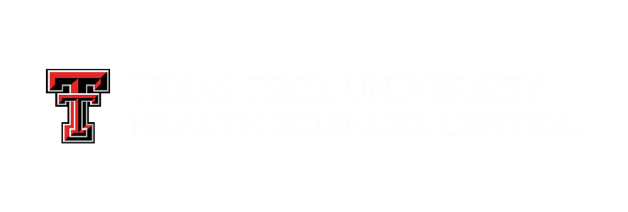 TEXAS TECH UNIVERSITY
HEALTH SCIENCES CENTER